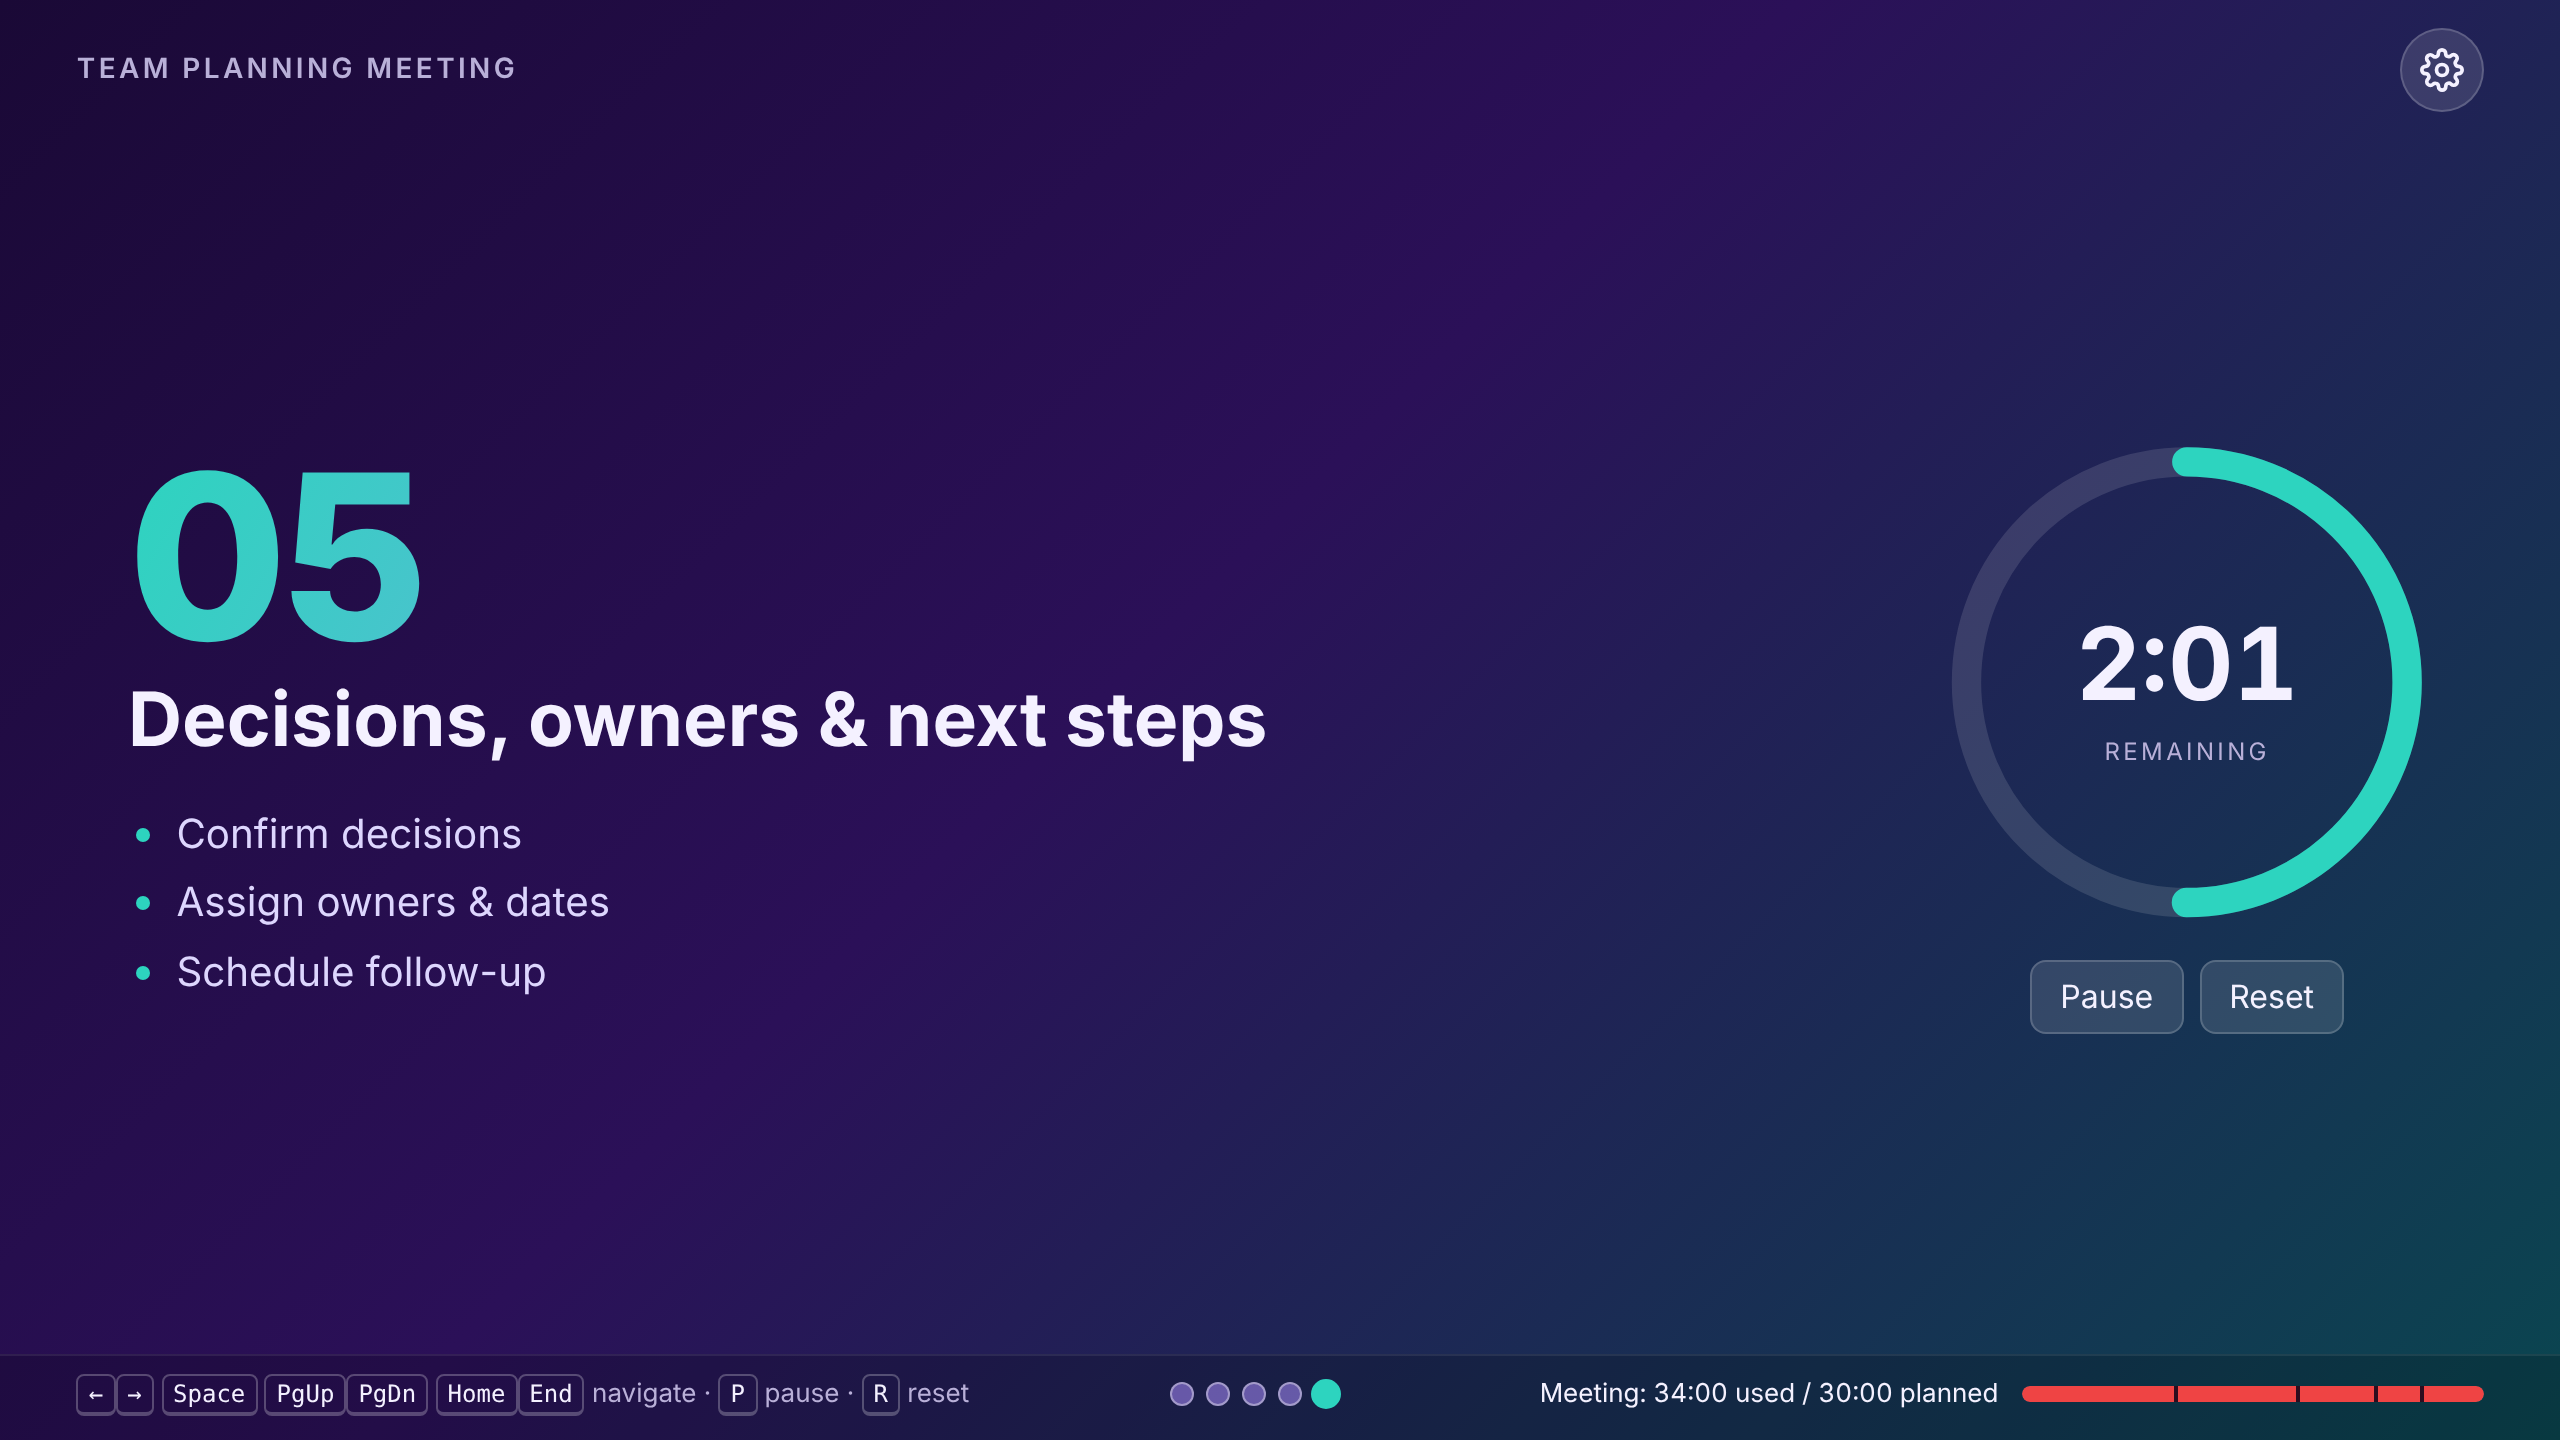 TEAM PLANNING MEETING
05
Decisions, owners & next steps
Confirm decisions
Assign owners & dates
Schedule follow-up
2:01
REMAINING
Pause Reset
← → Space PgUp PgDn Home End navigate · P pause · R reset
Meeting: 34:00 used / 30:00 planned